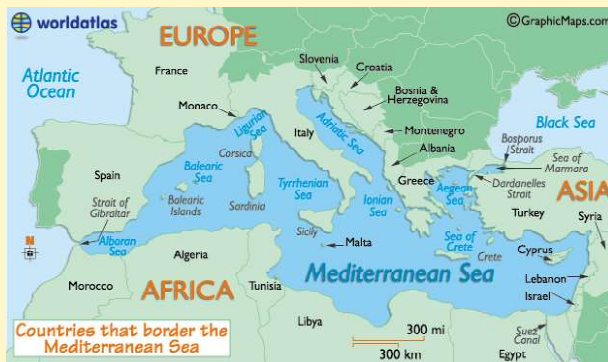 worldatlas
©GraphicMaps.com
EUROPE
Slovenia
Croatia
France
Atlantic
Ocean
Bosnia &
Herzegovina
Monaco
Ligurian
Sea
Adriatic Sea
Italy
Montenegro
Black Sea
Bosporus
Strait
Albania
Sea of
Marmara
Corsica
Balearic
Sea
Spain
Tyrrhenian
Sea
Greece
Aegean
Sea
Dardanelles
Strait
ASIA
Strait of
Gibraltar
Balearic
Islands
Sardinia
Ionian
Sea
Turkey
Syria
Sicily
N
Alboran
Sea
Algeria
Malta
Sea of
Crete
Crete
Cyprus
Mediterranean Sea
Lebanon
Israel
Morocco
AFRICA
Tunisia
Libya
Suez
Canal
Egypt
Countries that border the
Mediterranean Sea
300 mi
300 km